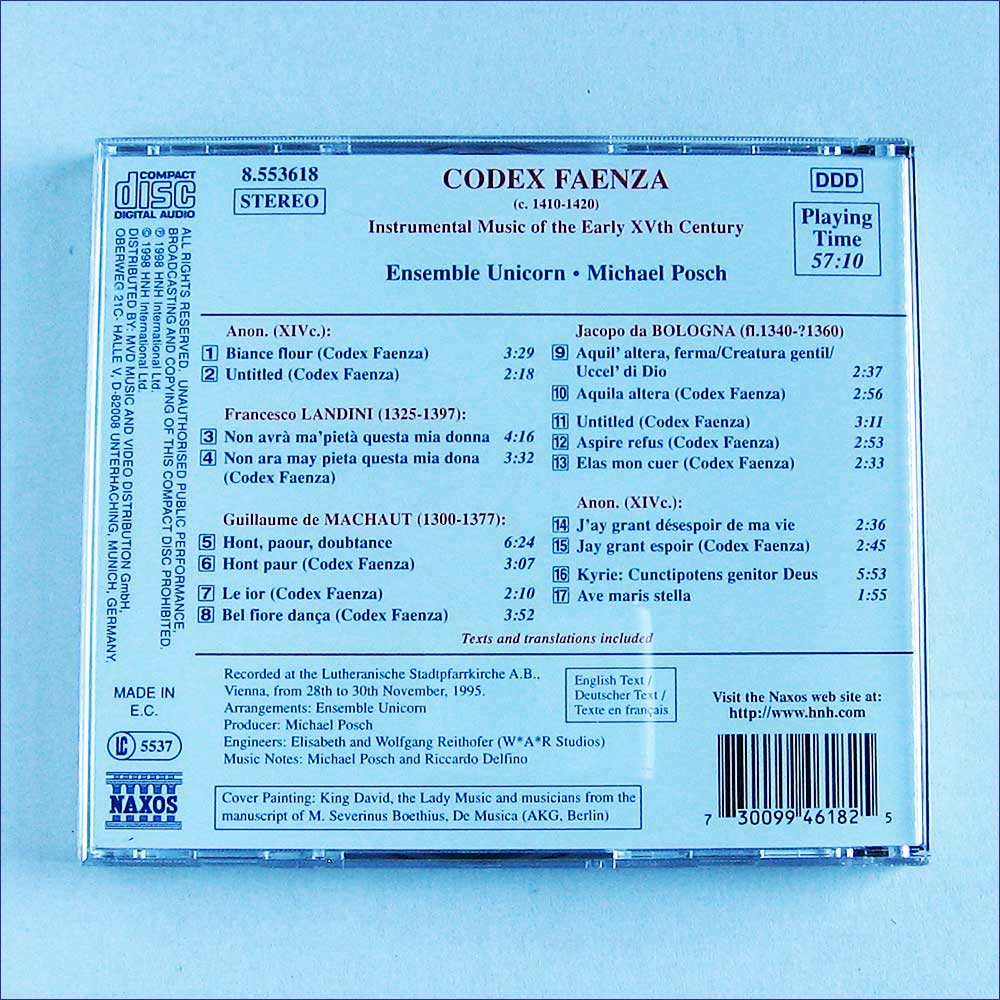 COMPACT
disc
DIGITAL AUDIO
8.553618
STEREO
CODEX FAENZA
(c. 1410-1420)
Instrumental Music of the Early XVth Century
Ensemble Unicorn • Michael Posch
DDD
Playing
Time
57:10
Anon. (XIVc.):
1 Biance flour (Codex Faenza) 3:29
2 Untitled (Codex Faenza) 2:18
Francesco LANDINI (1325-1397):
3 Non avrà ma'pietà questa mia donna 4:16
4 Non ara may pieta questa mia dona 3:32
(Codex Faenza)
Guillaume de MACHAUT (1300-1377):
5 Hont, paour, doubtance 6:24
6 Hont paur (Codex Faenza) 3:07
7 Le ior (Codex Faenza) 2:10
8 Bel fiore dança (Codex Faenza) 3:52
Jacopo da BOLOGNA (fl.1340-?1360)
9 Aquil' altera, ferma/Creatura gentil/
Uccel' di Dio 2:37
10 Aquila altera (Codex Faenza) 2:56
11 Untitled (Codex Faenza) 3:11
12 Aspire refus (Codex Faenza) 2:53
13 Elas mon cuer (Codex Faenza) 2:33
Anon. (XIVc.):
14 J'ay grant désespoir de ma vie 2:36
15 Jay grant espoir (Codex Faenza) 2:45
16 Kyrie: Cunctipotens genitor Deus 5:53
17 Ave maris stella 1:55
Texts and translations included
Recorded at the Lutheranische Stadtpfarrkirche A.B.,
Vienna, from 28th to 30th November, 1995.
Arrangements: Ensemble Unicorn
Producer: Michael Posch
Engineers: Elisabeth and Wolfgang Reithofer (W*A*R Studios)
Music Notes: Michael Posch and Riccardo Delfino
English Text /
Deutscher Text /
Texte en français
Cover Painting: King David, the Lady Music and musicians from the
manuscript of M. Severinus Boethius, De Musica (AKG, Berlin)
Visit the Naxos web site at:
http://www.hnh.com
7 30099 46182 5
ALL RIGHTS RESERVED. UNAUTHORISED PUBLIC PERFORMANCE,
BROADCASTING AND COPYING OF THIS COMPACT DISC PROHIBITED.
℗ 1998 HNH International Ltd.
© 1998 HNH International Ltd.
DISTRIBUTED BY: MVD MUSIC AND VIDEO DISTRIBUTION GmbH,
OBERWEG 21C- HALLE V, D-82008 UNTERHACHING, MUNICH, GERMANY.
MADE IN
E.C.
LC 5537
NAXOS